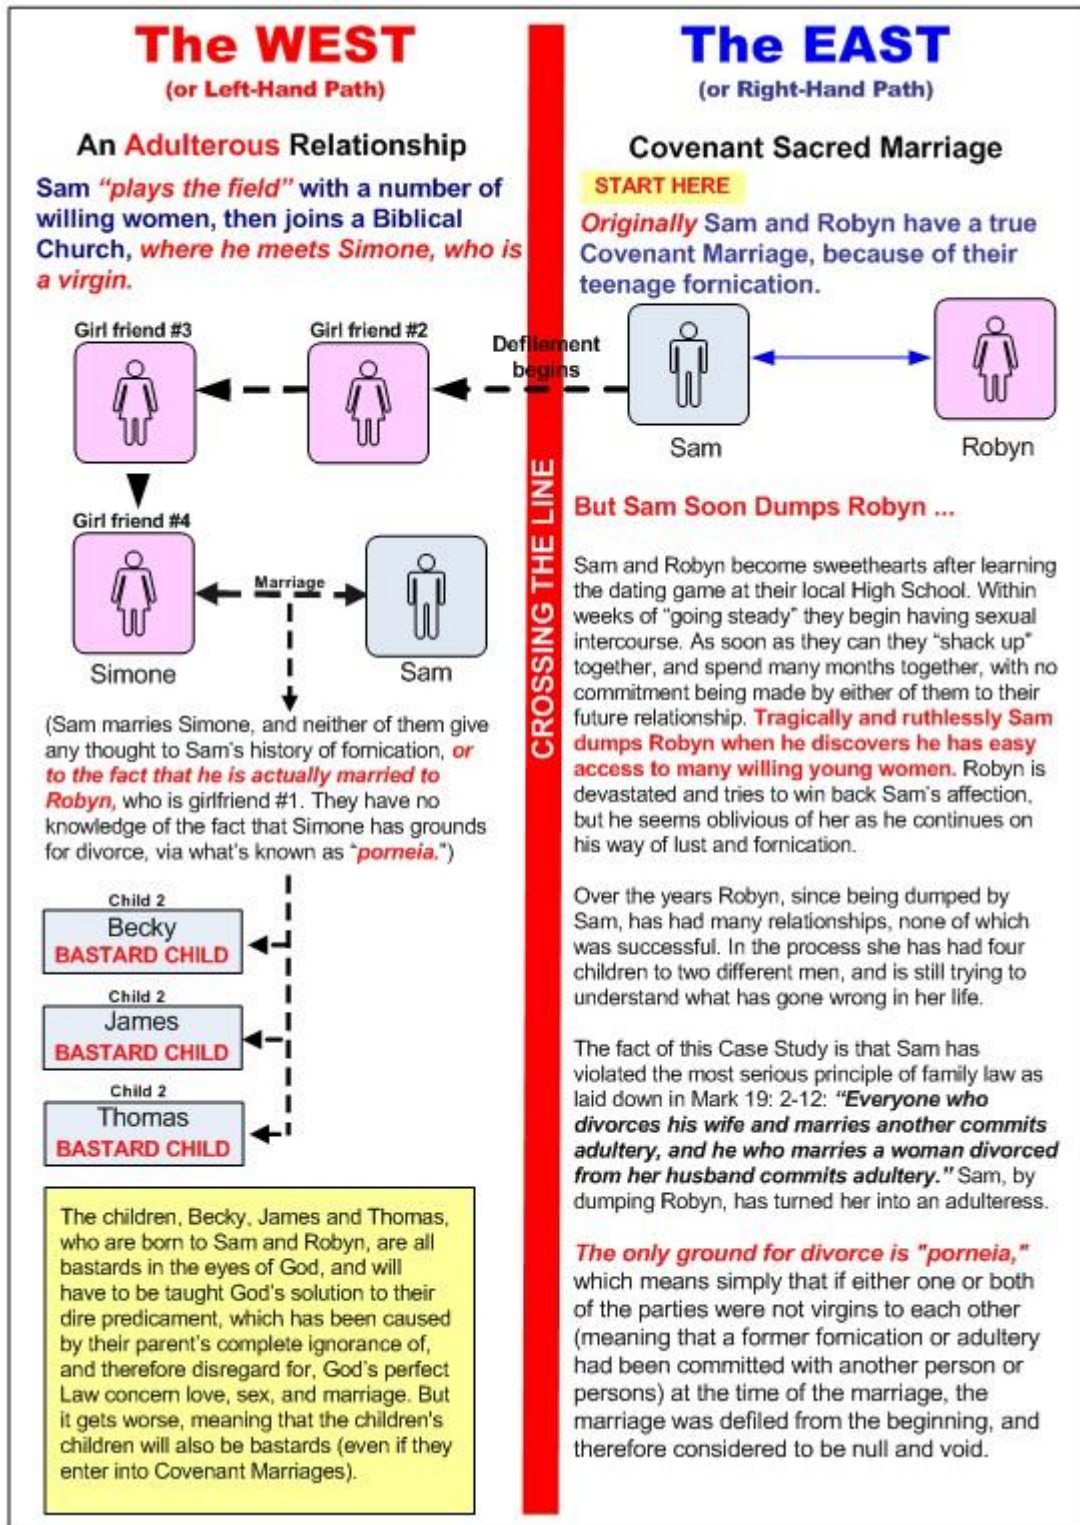 The WEST
(or Left-Hand Path)
An Adulterous Relationship
Sam "plays the field" with a number of
willing women, then joins a Biblical
Church, where he meets Simone, who is
a virgin.
Girl friend #3
Girl friend #2
Girl friend #4
Marriage
Simone
Sam
(Sam marries Simone, and neither of them give
any thought to Sam's history of fornication, or
to the fact that he is actually married to
Robyn, who is girlfriend #1. They have no
knowledge of the fact that Simone has grounds
for divorce, via what's known as "porneia.")
Child 2
Becky
BASTARD CHILD
Child 2
James
BASTARD CHILD
Child 2
Thomas
BASTARD CHILD
The children, Becky, James and Thomas,
who are born to Sam and Robyn, are all
bastards in the eyes of God, and will
have to be taught God's solution to their
dire predicament, which has been caused
by their parent's complete ignorance of,
and therefore disregard for, God's perfect
Law concern love, sex, and marriage. But
it gets worse, meaning that the children's
children will also be bastards (even if they
enter into Covenant Marriages).
CROSSING THE LINE
The EAST
(or Right-Hand Path)
Covenant Sacred Marriage
START HERE
Originally Sam and Robyn have a true
Covenant Marriage, because of their
teenage fornication.
Defilement
begins
Sam
Robyn
But Sam Soon Dumps Robyn ...
Sam and Robyn become sweethearts after learning
the dating game at their local High School. Within
weeks of "going steady" they begin having sexual
intercourse. As soon as they can they "shack up"
together, and spend many months together, with no
commitment being made by either of them to their
future relationship. Tragically and ruthlessly Sam
dumps Robyn when he discovers he has easy
access to many willing young women. Robyn is
devastated and tries to win back Sam's affection,
but he seems oblivious of her as he continues on
his way of lust and fornication.
Over the years Robyn, since being dumped by
Sam, has had many relationships, none of which
was successful. In the process she has had four
children to two different men, and is still trying to
understand what has gone wrong in her life.
The fact of this Case Study is that Sam has
violated the most serious principle of family law as
laid down in Mark 19: 2-12: "Everyone who
divorces his wife and marries another commits
adultery, and he who marries a woman divorced
from her husband commits adultery." Sam, by
dumping Robyn, has turned her into an adulteress.
The only ground for divorce is "porneia,"
which means simply that if either one or both
of the parties were not virgins to each other
(meaning that a former fornication or adultery
had been committed with another person or
persons) at the time of the marriage, the
marriage was defiled from the beginning, and
therefore considered to be null and void.